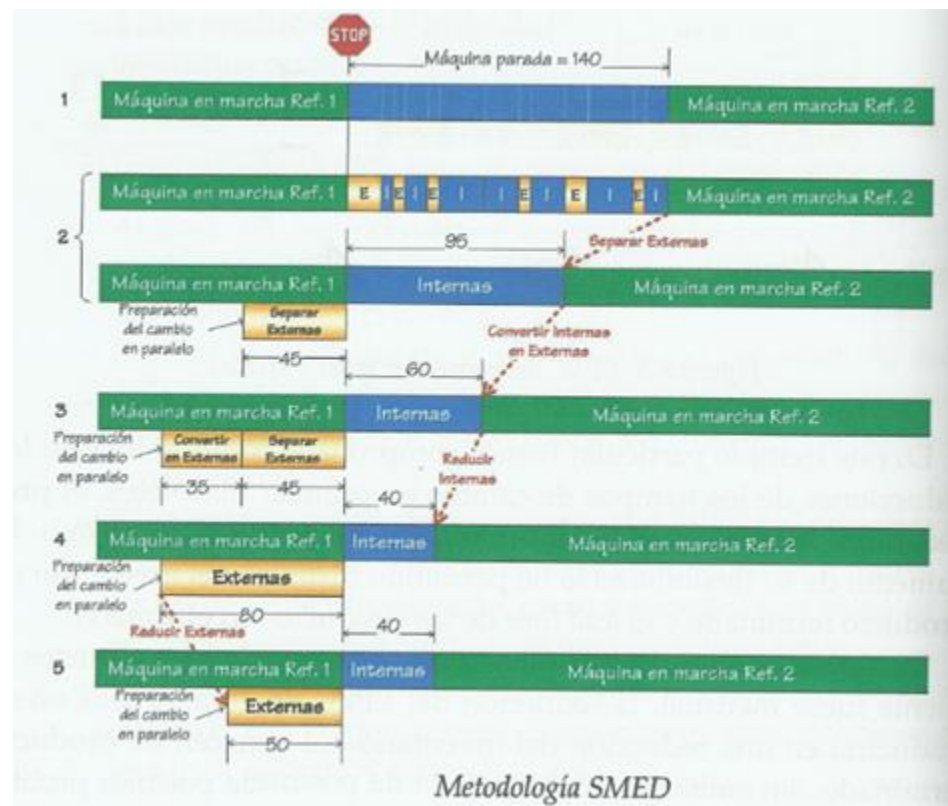 STOP
Máquina parada = 140
1
Máquina en marcha Ref. 1
Máquina en marcha Ref. 2
2
Máquina en marcha Ref. 1
E I E I E I I E I E I I E I
Máquina en marcha Ref. 2
95
Separar Externas
Máquina en marcha Ref. 1
Internas
Máquina en marcha Ref. 2
Preparación
del cambio
en paralelo
Separar
Externas
45
Convertir Internas
en Externas
60
3
Máquina en marcha Ref. 1
Internas
Máquina en marcha Ref. 2
Preparación
del cambio
en paralelo
Convertir
en Externas
Separar
Externas
35
45
Reducir
Internas
40
4
Máquina en marcha Ref. 1
Internas
Máquina en marcha Ref. 2
Preparación
del cambio
en paralelo
Externas
80
Reducir Externas
40
5
Máquina en marcha Ref. 1
Internas
Máquina en marcha Ref. 2
Preparación
del cambio
en paralelo
Externas
50
Metodología SMED